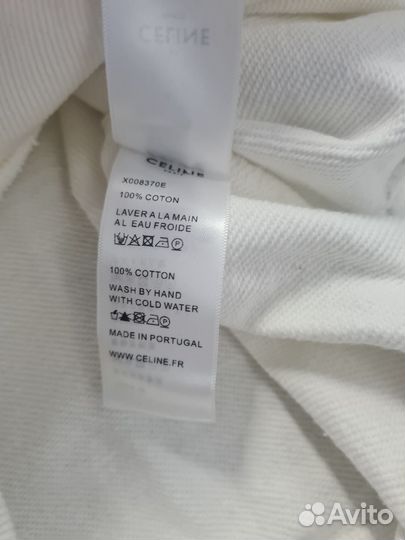 CELINE
CELINE
X008370E
100% COTON
LAVER A LA MAIN
AL EAU FROIDE
P
100% COTTON
WASH BY HAND
WITH COLD WATER
P
MADE IN PORTUGAL
WWW.CELINE.FR
Avito